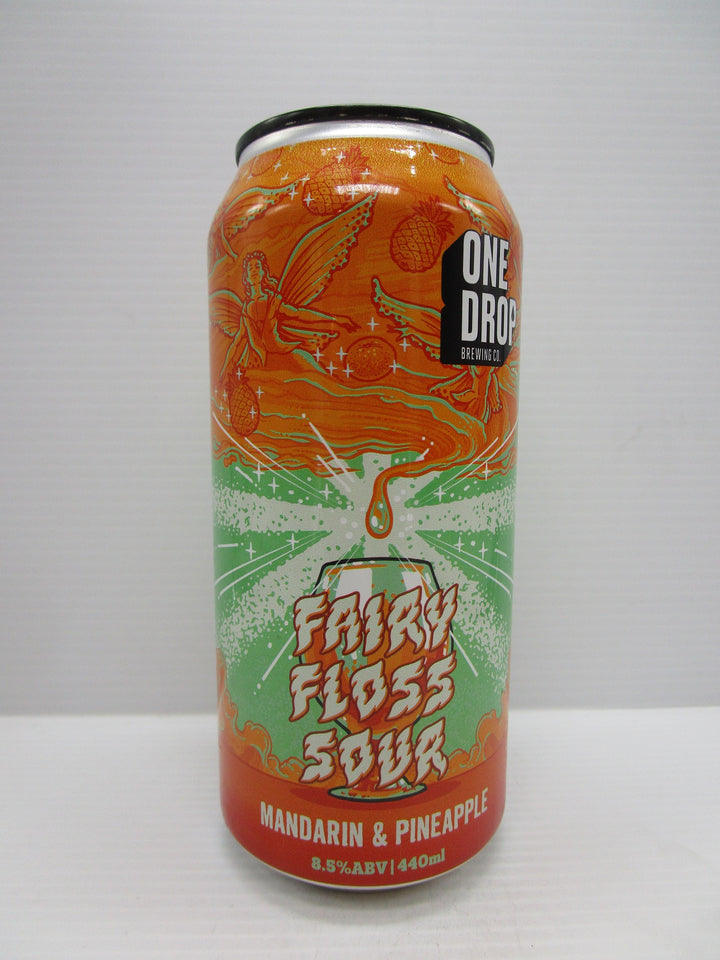 ONE
DROP
BREWING CO.
FAIRY
FLOSS
SOUR
MANDARIN & PINEAPPLE
8.5%ABV | 440ml